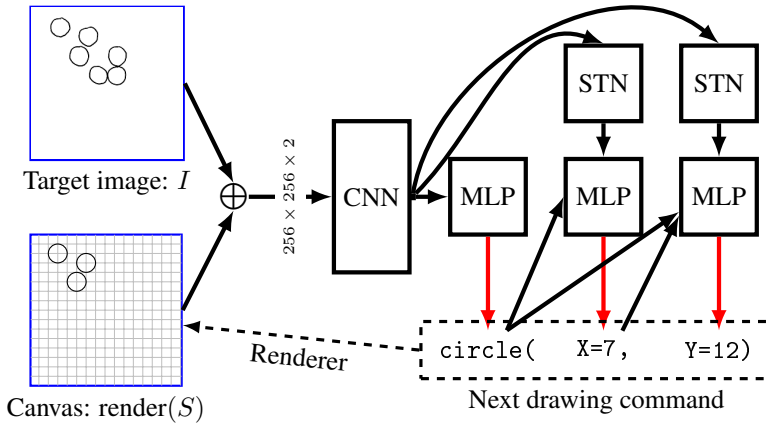 STN STN
Target image: I
256 × 256 × 2
⊕ CNN MLP MLP MLP
Renderer
circle( X=7, Y=12)
Next drawing command
Canvas: render(S)